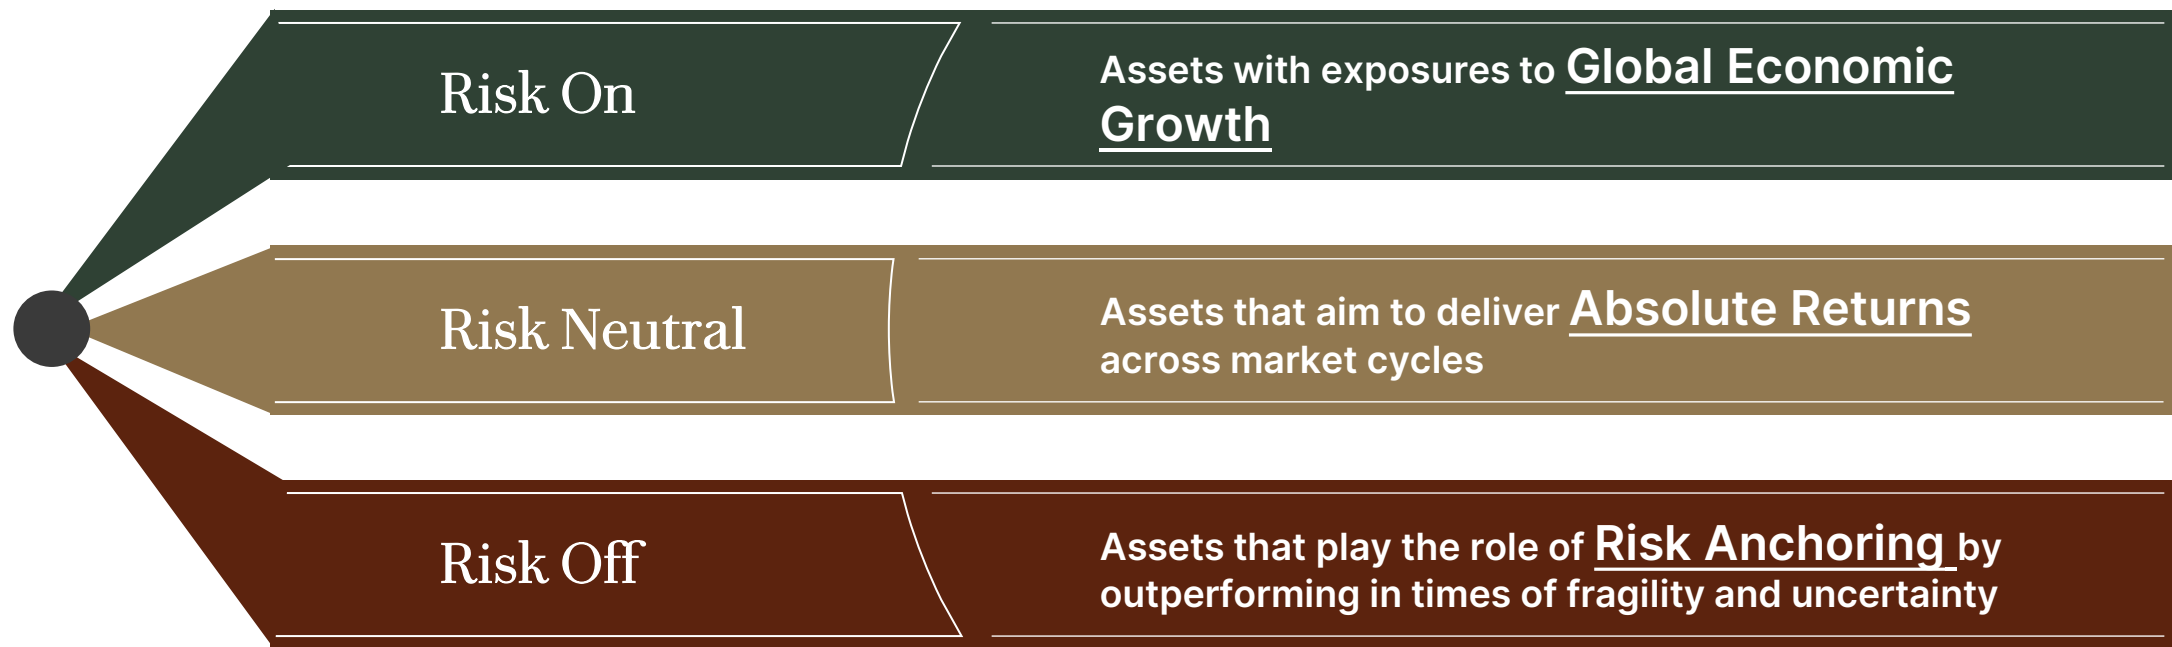 Risk On
Assets with exposures to Global Economic
Growth
Risk Neutral
Assets that aim to deliver Absolute Returns
across market cycles
Risk Off
Assets that play the role of Risk Anchoring by
outperforming in times of fragility and uncertainty